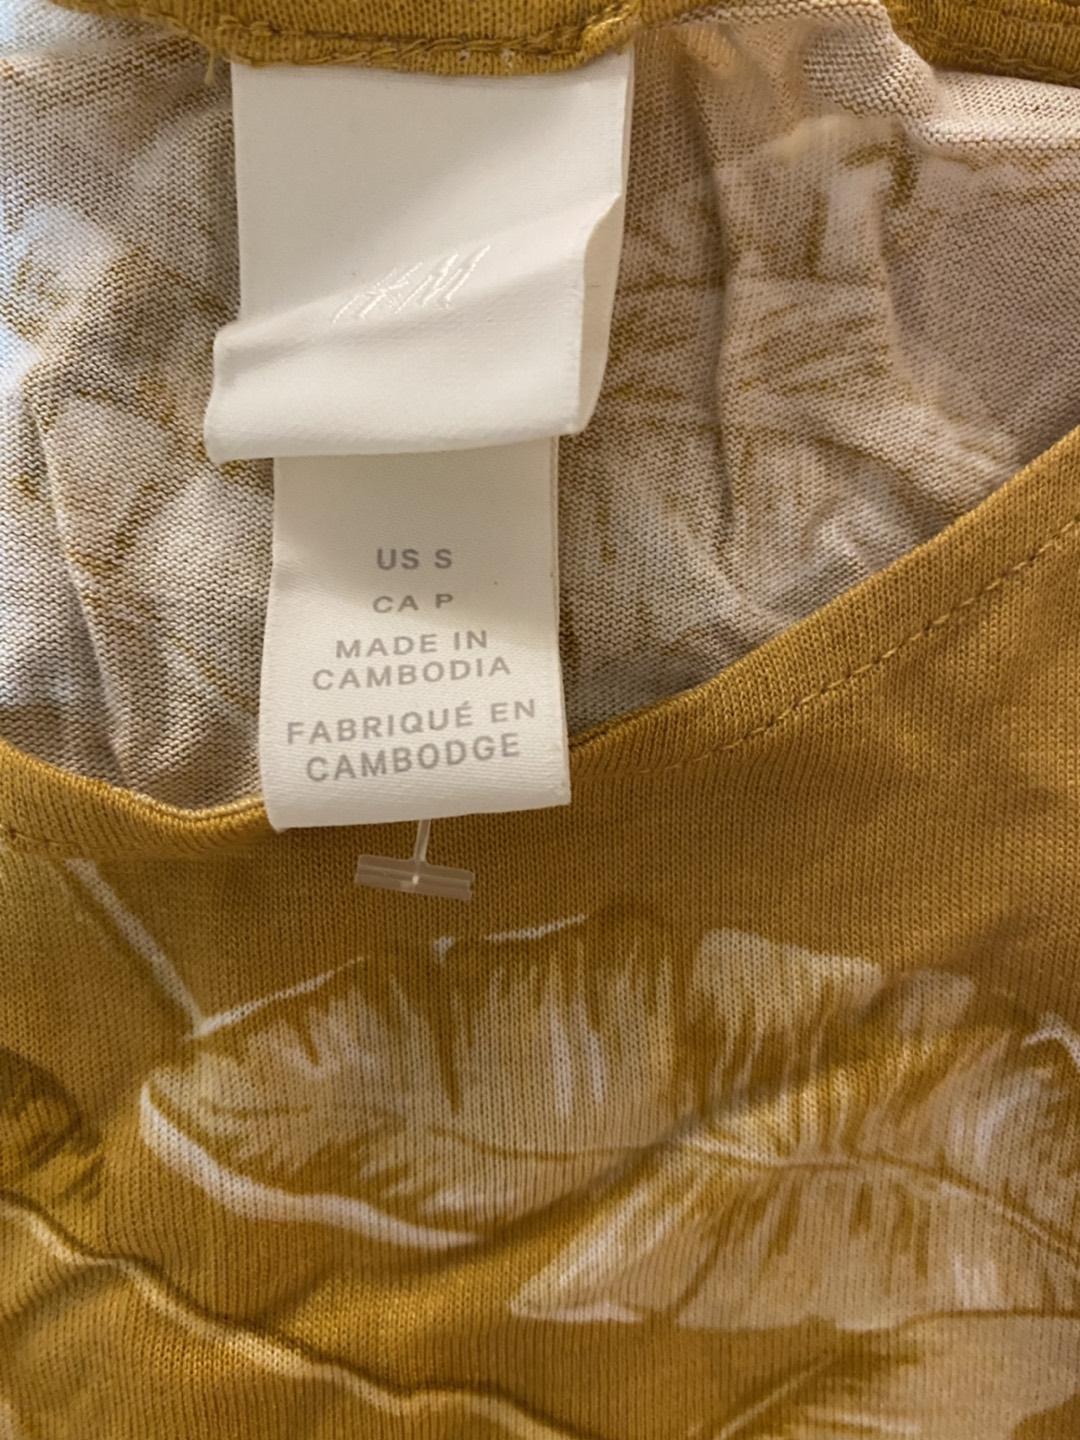 US S
CA P
MADE IN
CAMBODIA
FABRIQUÉ EN
CAMBODGE